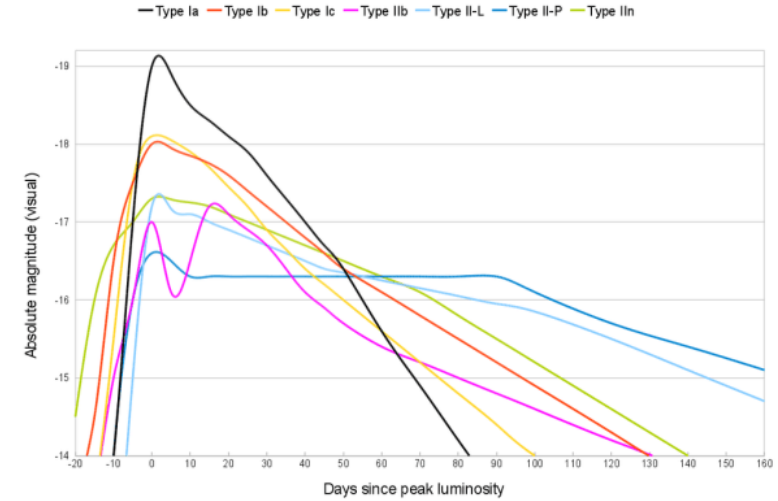 Type Ia Type Ib Type Ic Type IIb Type II-L Type II-P Type IIn
-19
-18
-17
-16
-15
-14
Absolute magnitude (visual)
-20 -10 0 10 20 30 40 50 60 70 80 90 100 110 120 130 140 150 160
Days since peak luminosity